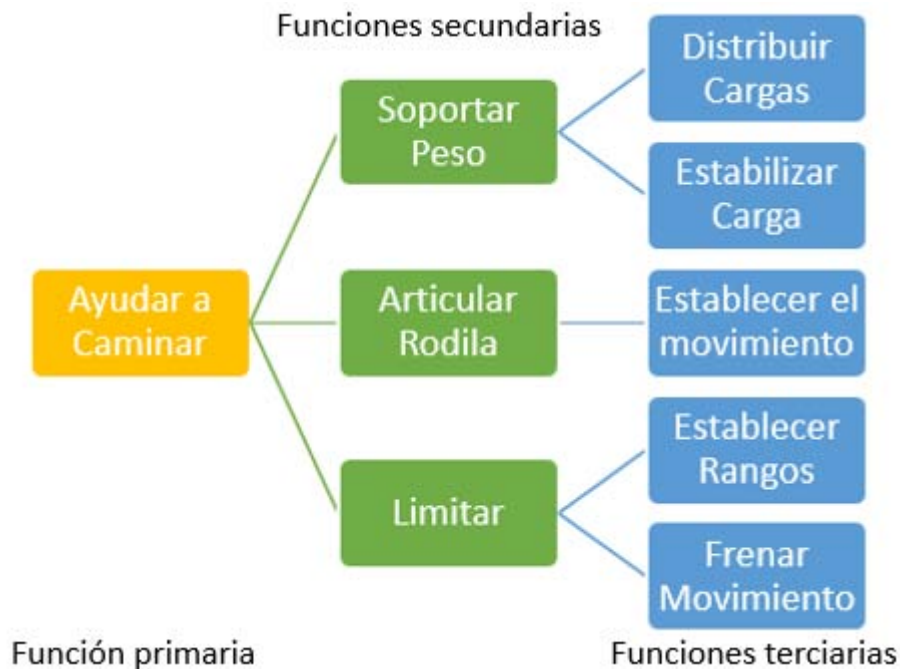 Funciones secundarias
Distribuir
Cargas
Soportar
Peso
Estabilizar
Carga
Ayudar a
Caminar
Articular
Rodila
Establecer el
movimiento
Establecer
Rangos
Limitar
Frenar
Movimiento
Función primaria
Funciones terciarias